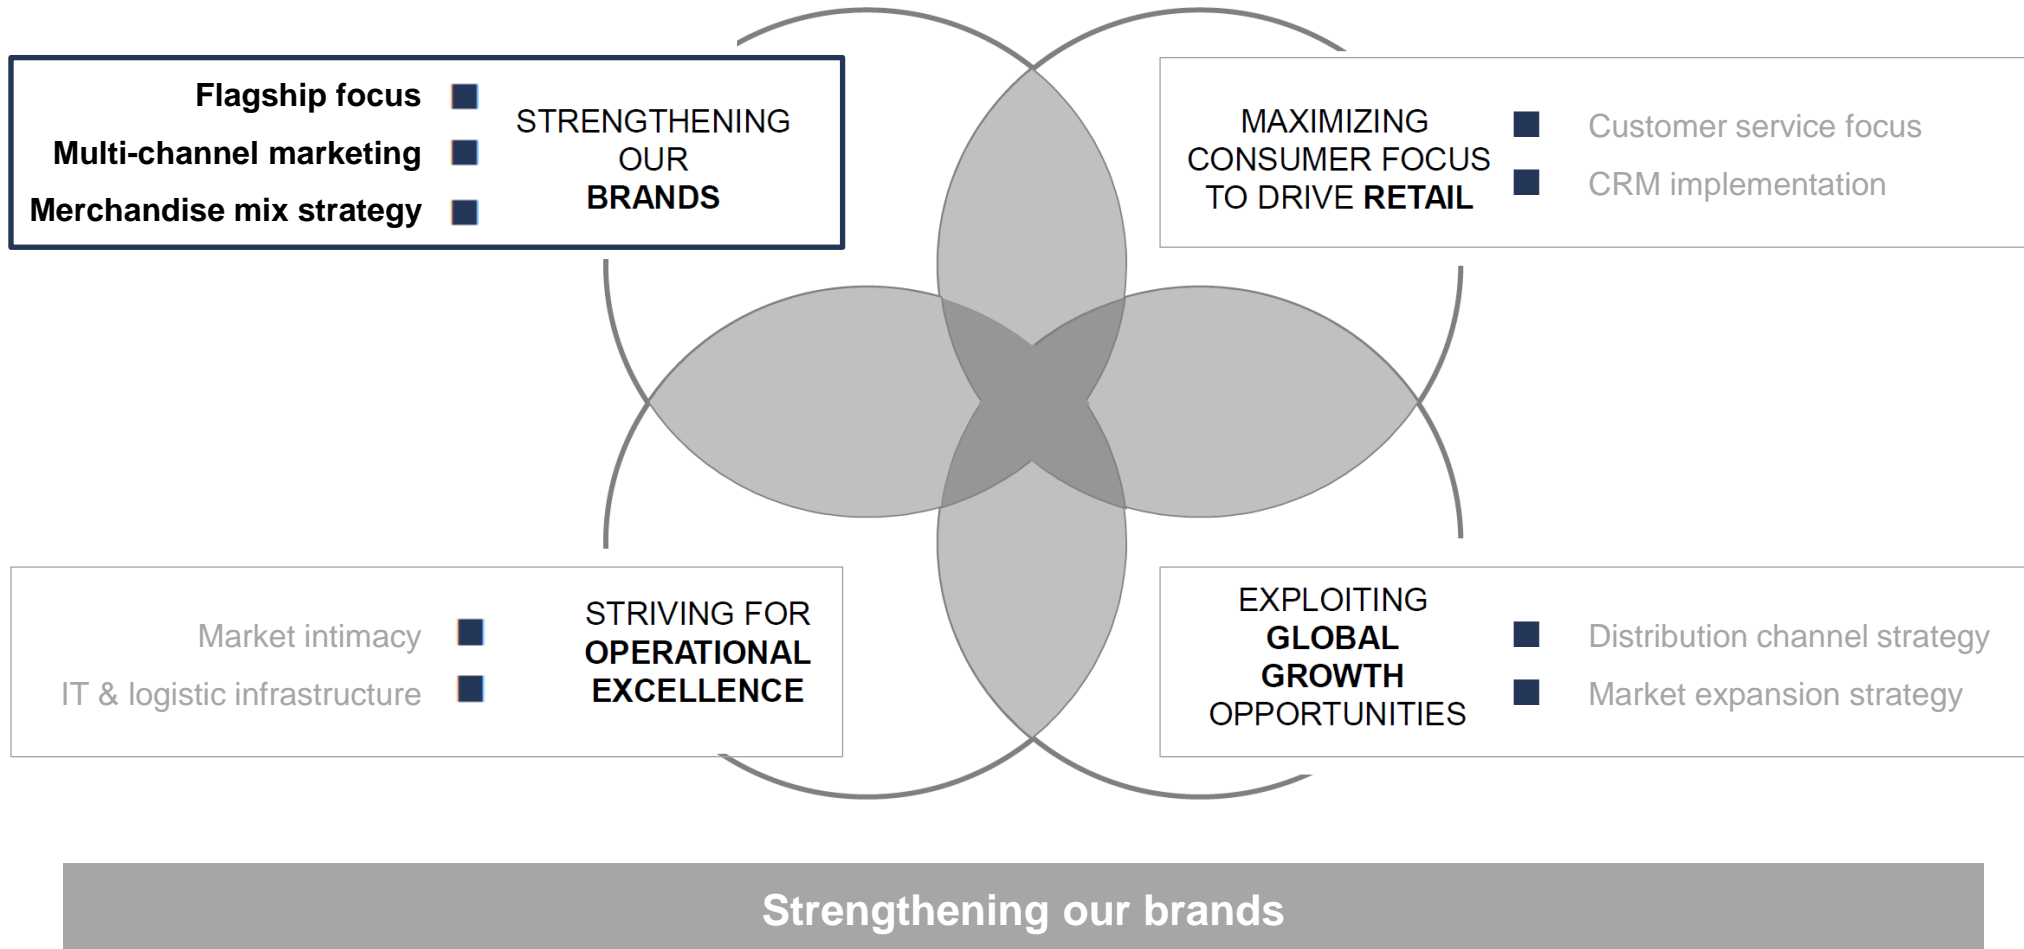 Flagship focus
Multi-channel marketing
Merchandise mix strategy
STRENGTHENING
OUR
BRANDS
MAXIMIZING
CONSUMER FOCUS
TO DRIVE RETAIL
Customer service focus
CRM implementation
Market intimacy
IT & logistic infrastructure
STRIVING FOR
OPERATIONAL
EXCELLENCE
EXPLOITING
GLOBAL
GROWTH
OPPORTUNITIES
Distribution channel strategy
Market expansion strategy
Strengthening our brands